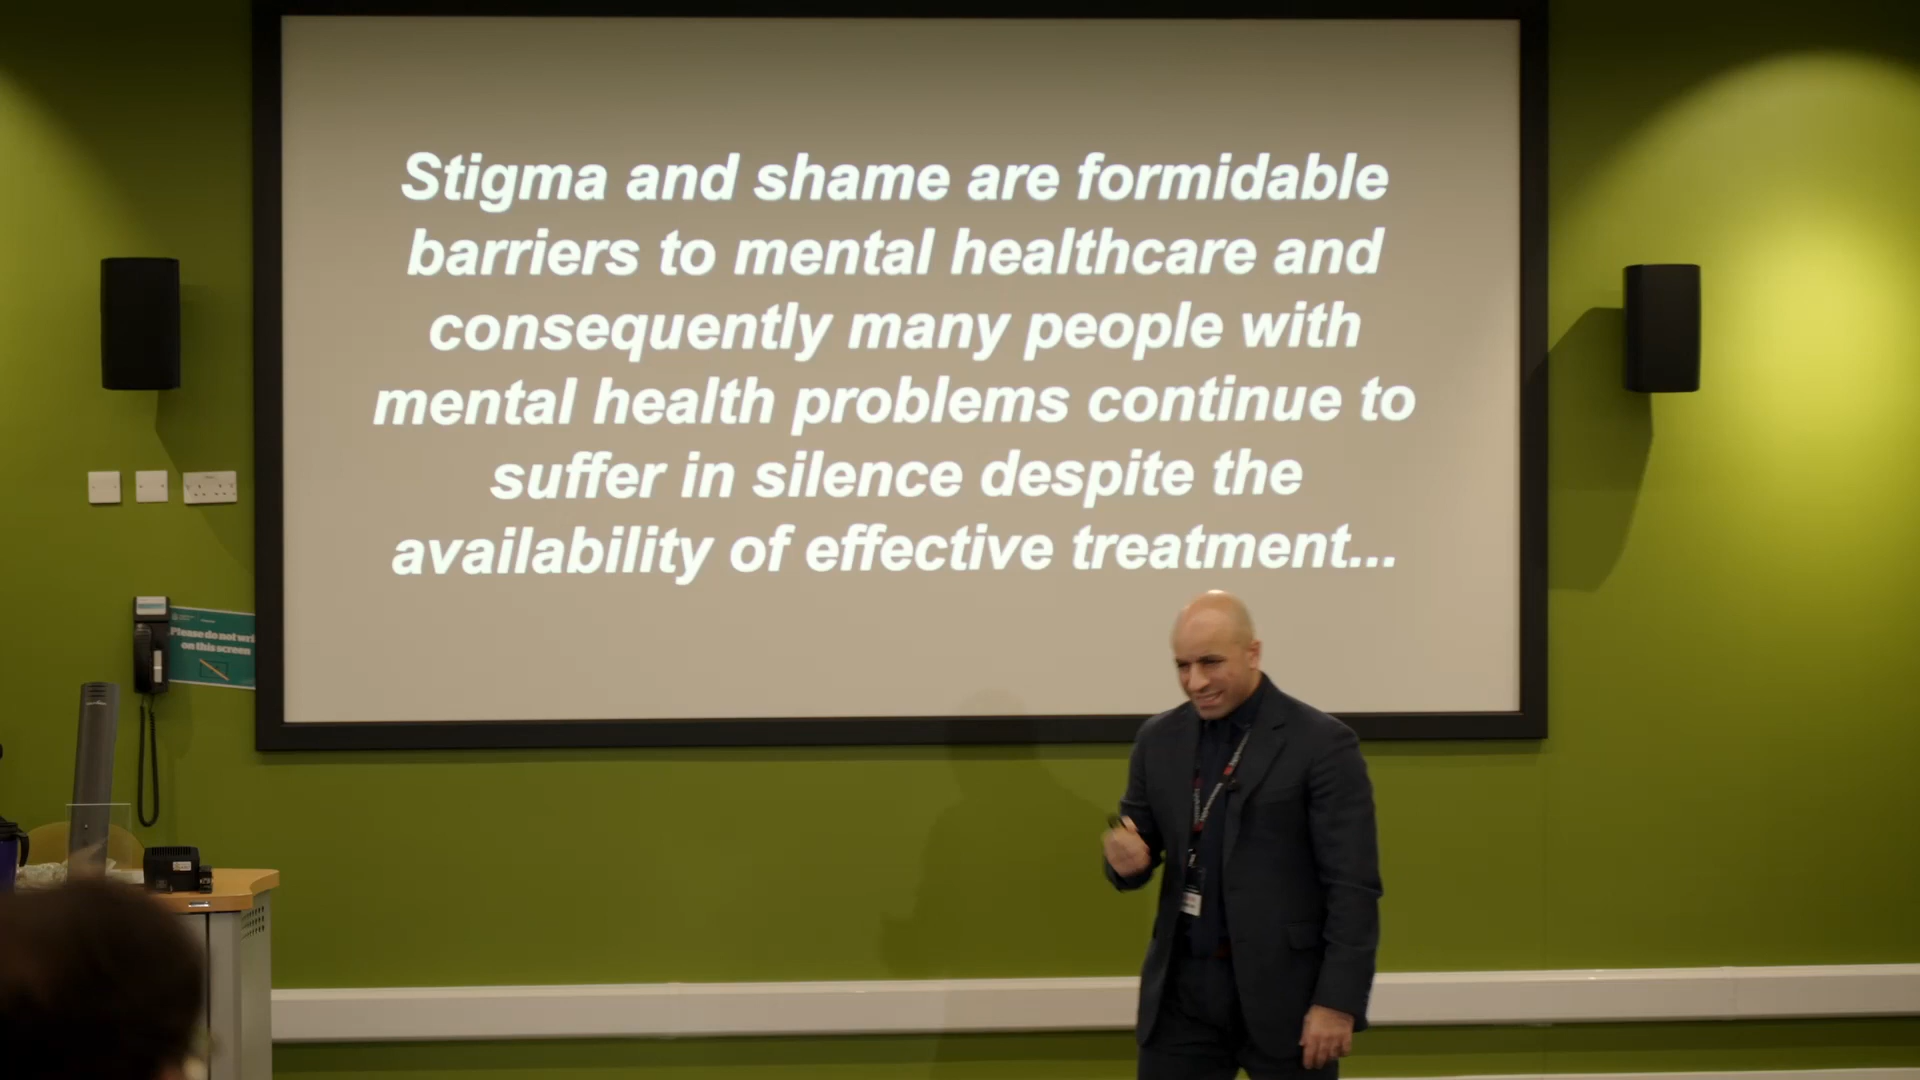 Stigma and shame are formidable
barriers to mental healthcare and
consequently many people with
mental health problems continue to
suffer in silence despite the
availability of effective treatment...
Please do not wri
on this screen